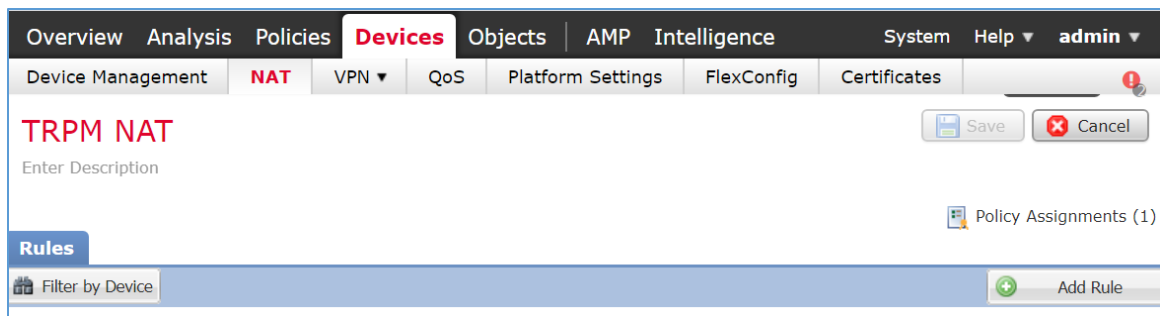 Overview Analysis Policies Devices Objects AMP Intelligence System Help ▼ admin ▼
Device Management NAT VPN ▼ QoS Platform Settings FlexConfig Certificates
TRPM NAT Save Cancel
Enter Description
Policy Assignments (1)
Rules
Filter by Device Add Rule